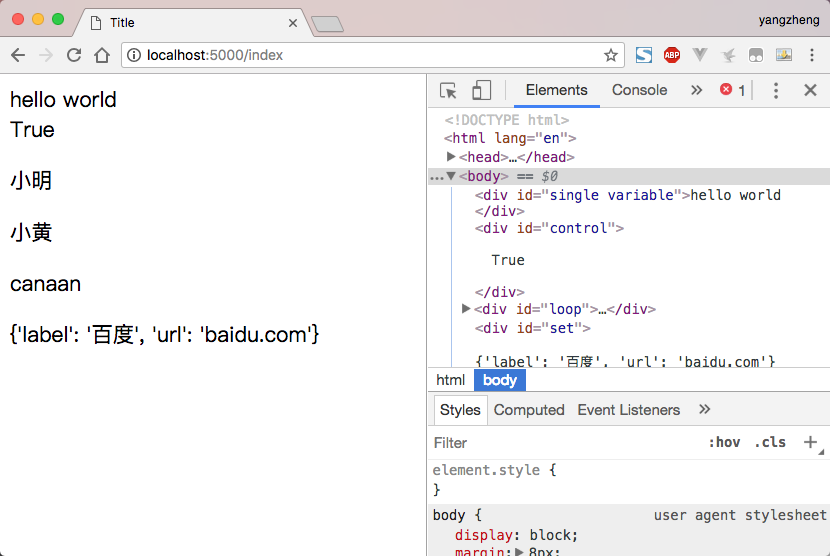 Title
yangzheng
localhost:5000/index
ABP
hello world
True
小明
小黄
canaan
{'label': '百度', 'url': 'baidu.com'}
Elements
Console
»
1
<!DOCTYPE html>
<html lang="en">
<head>…</head>
…<body> == $0
<div id="single variable">hello world
</div>
<div id="control">
True
</div>
<div id="loop">…</div>
<div id="set">
{'label': '百度', 'url': 'baidu.com'}
html body
Styles Computed Event Listeners »
Filter :hov .cls +
element.style {
}
body { user agent stylesheet
display: block;
margin: 8px;